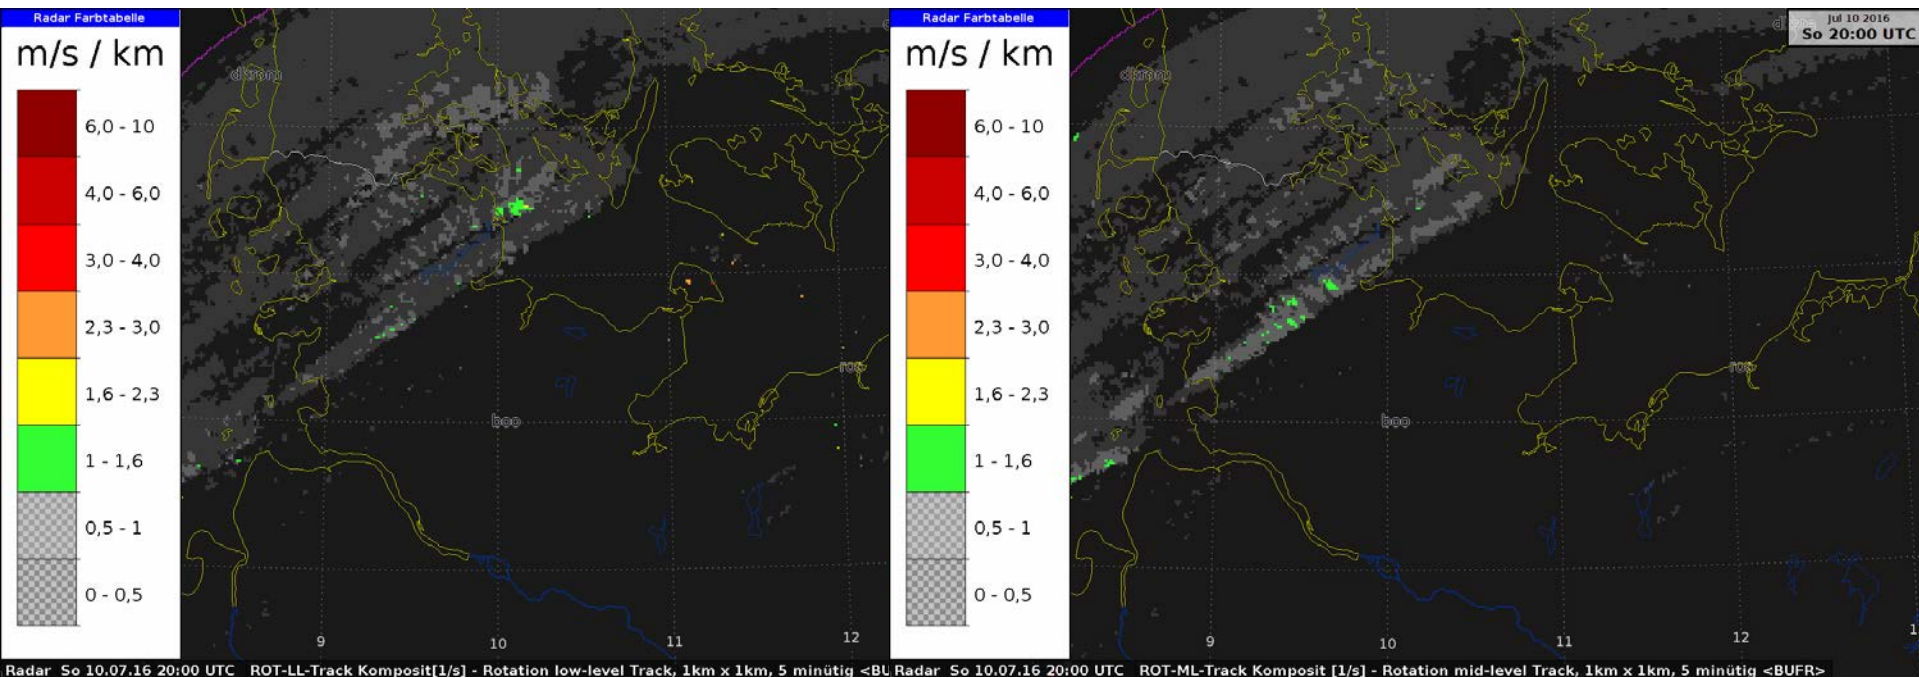 Radar Farbtabelle
m/s / km
6,0 - 10
4,0 - 6,0
3,0 - 4,0
2,3 - 3,0
1,6 - 2,3
1 - 1,6
0,5 - 1
0 - 0,5
boo
9
10
11
12
Radar So 10.07.16 20:00 UTC ROT-LL-Track Komposit[1/s] - Rotation low-level Track, 1km x 1km, 5 minütig <BU
Radar Farbtabelle
m/s / km
6,0 - 10
4,0 - 6,0
3,0 - 4,0
2,3 - 3,0
1,6 - 2,3
1 - 1,6
0,5 - 1
0 - 0,5
Jul 10 2016
So 20:00 UTC
boo
9
10
11
12
1
Radar So 10.07.16 20:00 UTC ROT-ML-Track Komposit [1/s] - Rotation mid-level Track, 1km x 1km, 5 minütig <BUFR>